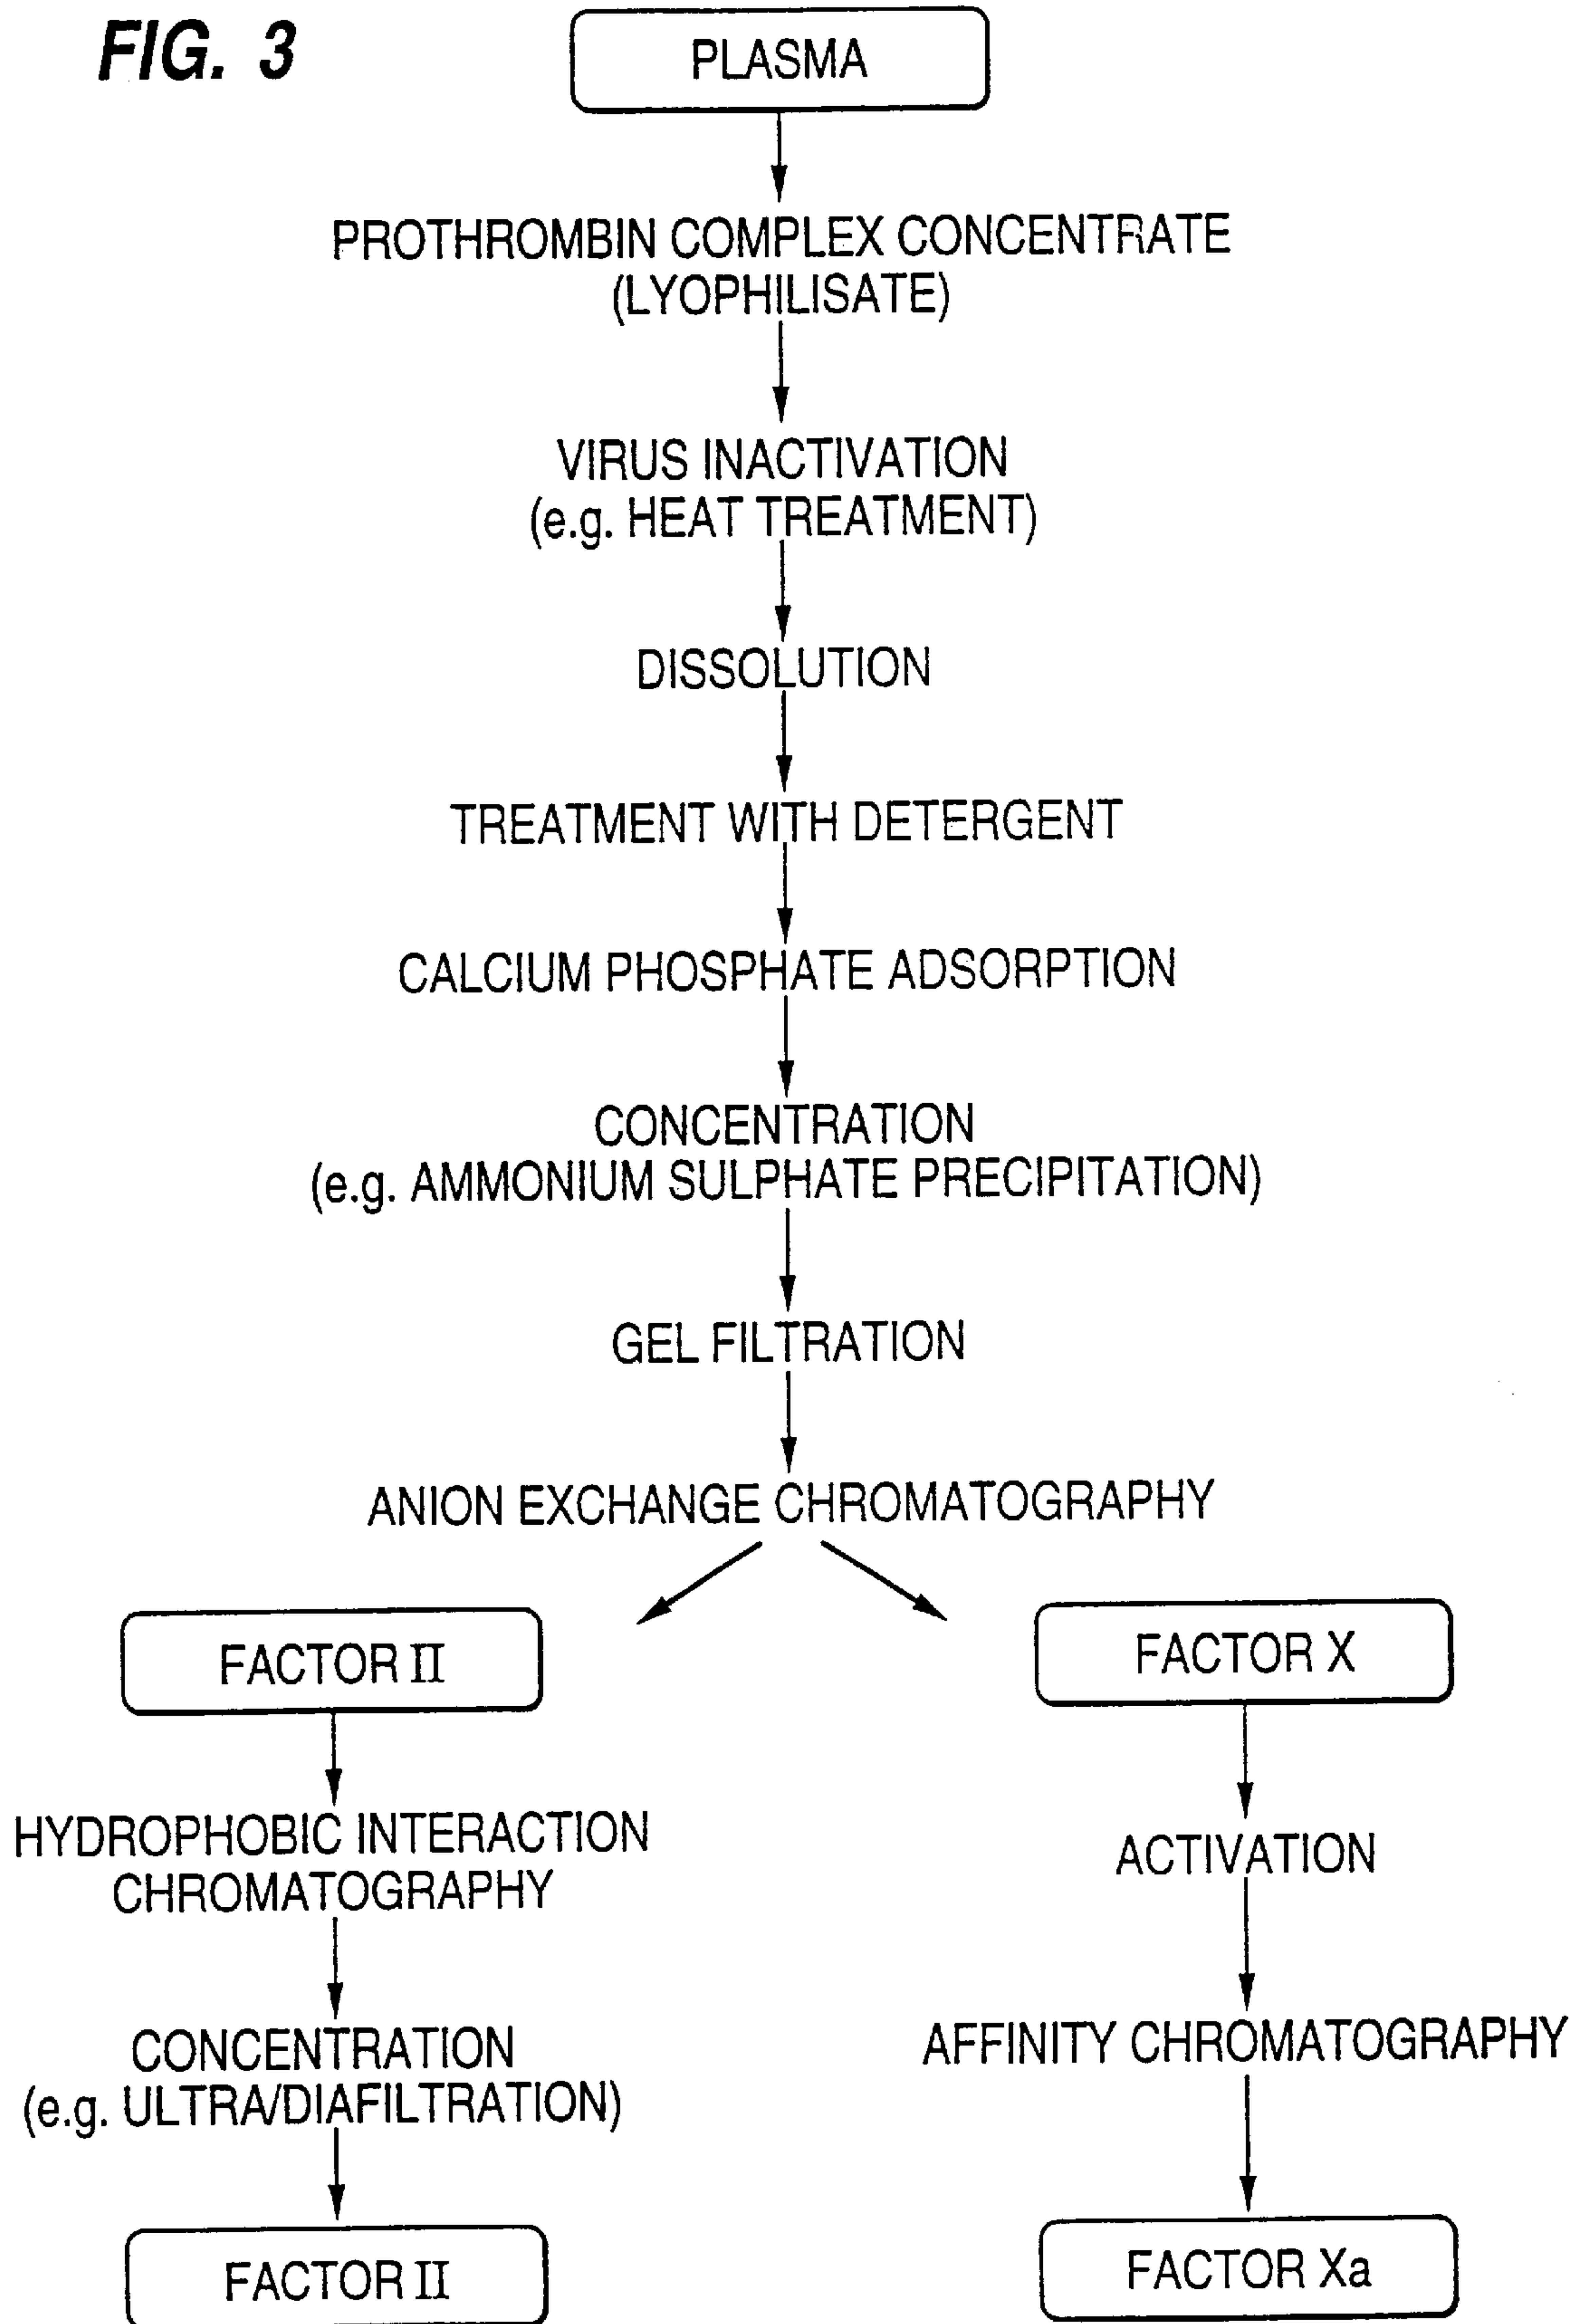 FIG. 3
PLASMA
PROTHROMBIN COMPLEX CONCENTRATE
(LYOPHILISATE)
VIRUS INACTIVATION
(e.g. HEAT TREATMENT)
DISSOLUTION
TREATMENT WITH DETERGENT
CALCIUM PHOSPHATE ADSORPTION
CONCENTRATION
(e.g. AMMONIUM SULPHATE PRECIPITATION)
GEL FILTRATION
ANION EXCHANGE CHROMATOGRAPHY
FACTOR II
HYDROPHOBIC INTERACTION
CHROMATOGRAPHY
CONCENTRATION
(e.g. ULTRA/DIAFILTRATION)
FACTOR II
FACTOR X
ACTIVATION
AFFINITY CHROMATOGRAPHY
FACTOR Xa